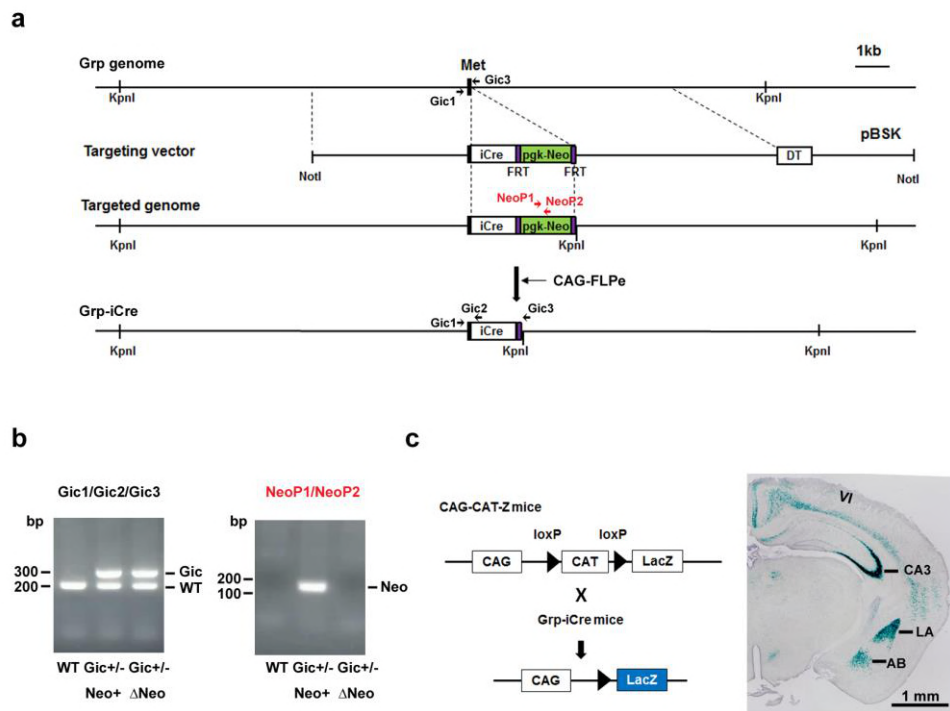 a
1kb
Grp genome
Met
Gic3
Gic1
KpnI
KpnI
Targeting vector
pBSK
iCre
pgk-Neo
DT
NotI
FRT
FRT
NotI
NeoP1
NeoP2
Targeted genome
iCre
pgk-Neo
KpnI
KpnI
KpnI
CAG-FLPe
Grp-iCre
Gic1
Gic2
Gic3
iCre
KpnI
KpnI
KpnI
b
Gic1/Gic2/Gic3
bp
300
200
Gic
WT
WT Gic+/- Gic+/-
Neo+ ΔNeo
NeoP1/NeoP2
bp
200
100
Neo
WT Gic+/- Gic+/-
Neo+ ΔNeo
c
CAG-CAT-Z mice
loxP
loxP
CAG
CAT
LacZ
X
Grp-iCre mice
CAG
LacZ
VI
CA3
LA
AB
1 mm